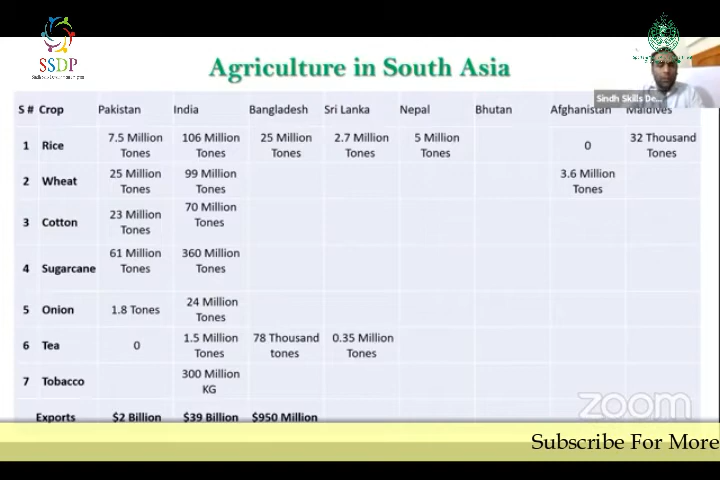 SSDP
Agriculture in South Asia
Sindh Skills De...
S # Crop Pakistan India Bangladesh Sri Lanka Nepal Bhutan Afghanistan Maldives
1 Rice 7.5 Million Tones 106 Million Tones 25 Million Tones 2.7 Million Tones 5 Million Tones 0 32 Thousand Tones
2 Wheat 25 Million Tones 99 Million Tones 3.6 Million Tones
3 Cotton 23 Million Tones 70 Million Tones
4 Sugarcane 61 Million Tones 360 Million Tones
5 Onion 1.8 Tones 24 Million Tones
6 Tea 0 1.5 Million Tones 78 Thousand tones 0.35 Million Tones
7 Tobacco 300 Million KG
Exports $2 Billion $39 Billion $950 Million
zoom
Subscribe For More